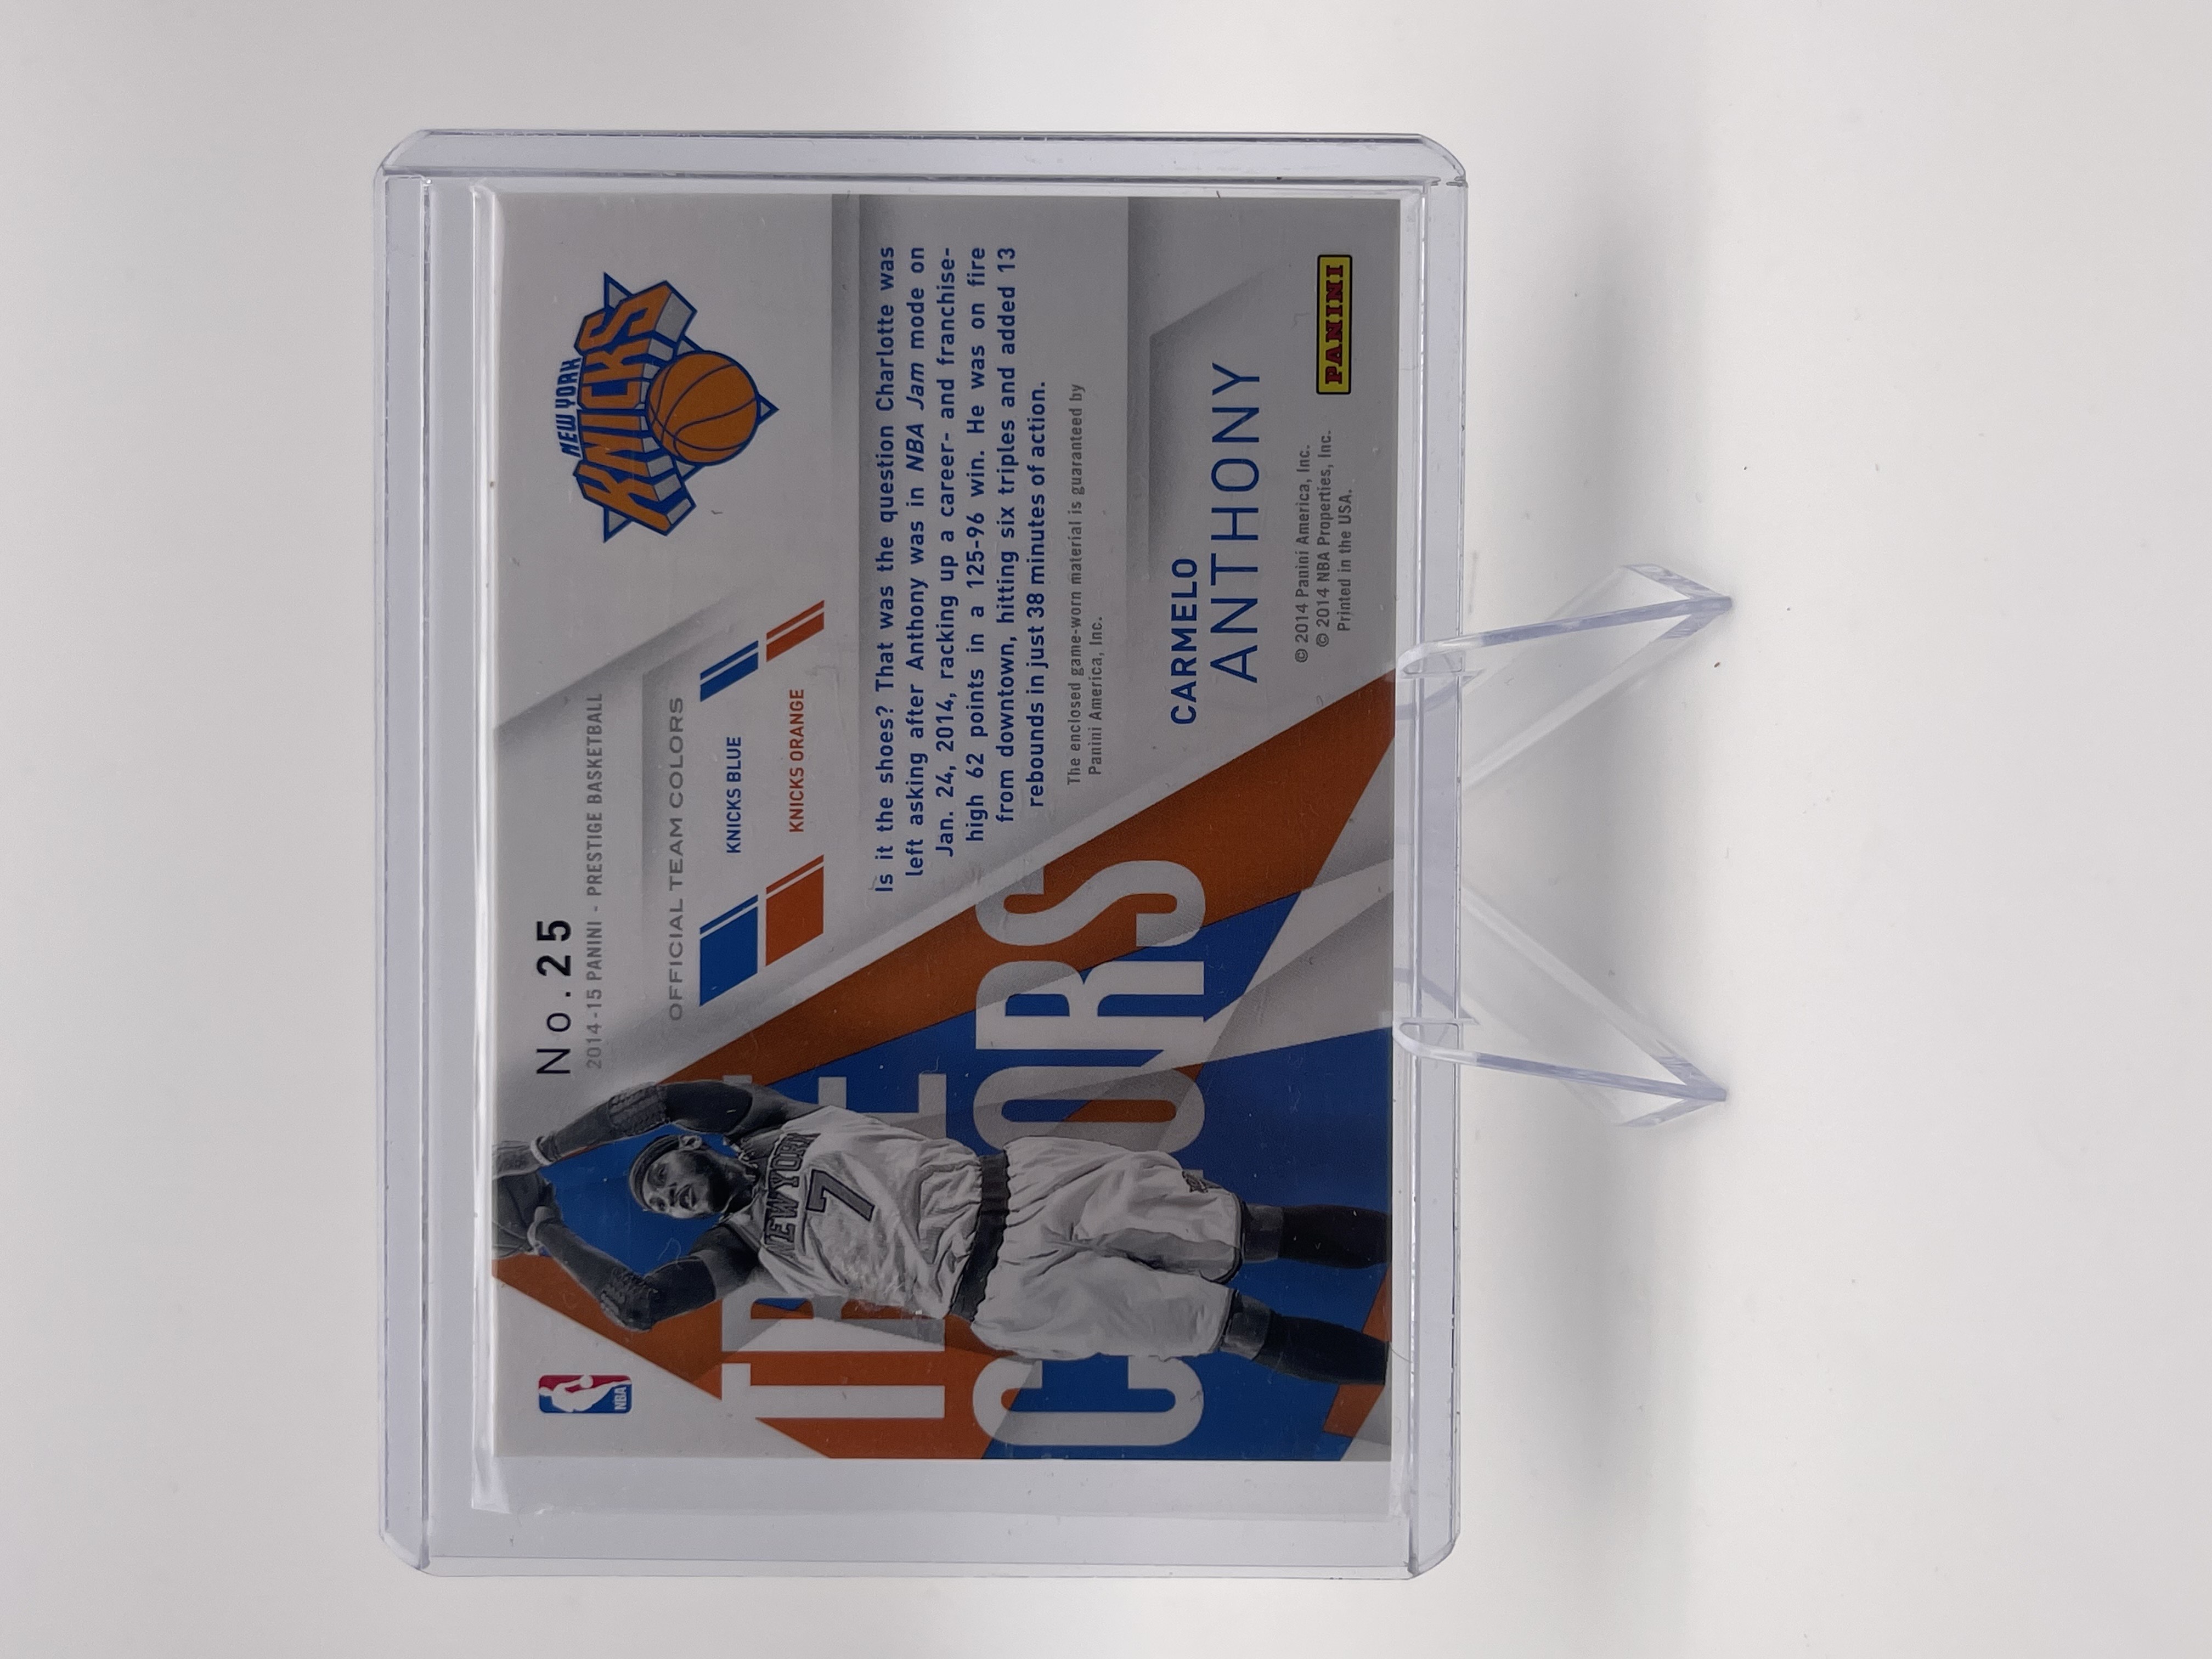 No. 25
2014-15 PANINI - PRESTIGE BASKETBALL
NBA
NEW YORK
KNICKS
OFFICIAL TEAM COLORS
KNICKS BLUE
KNICKS ORANGE
NEW YORK
7
TRUE
COLORS
Is it the shoes? That was the question Charlotte was
left asking after Anthony was in NBA Jam mode on
Jan. 24, 2014, racking up a career- and franchise-
high 62 points in a 125-96 win. He was on fire
from downtown, hitting six triples and added 13
rebounds in just 38 minutes of action.
The enclosed game-worn material is guaranteed by
Panini America, Inc.
CARMELO
ANTHONY
© 2014 Panini America, Inc.
© 2014 NBA Properties, Inc.
Printed in the USA.
PANINI